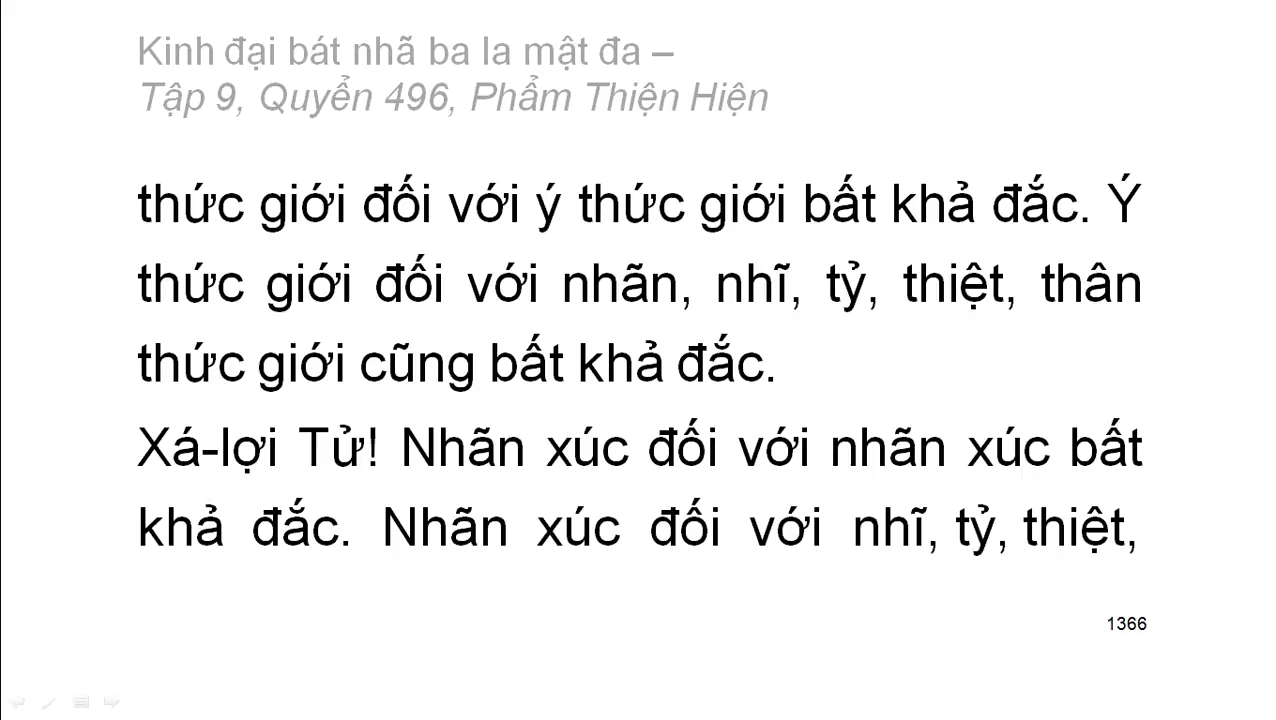 Kinh đại bát nhã ba la mật đa –
Tập 9, Quyển 496, Phẩm Thiện Hiện
thức giới đối với ý thức giới bất khả đắc. Ý
thức giới đối với nhãn, nhĩ, tỷ, thiệt, thân
thức giới cũng bất khả đắc.
Xá-lợi Tử! Nhãn xúc đối với nhãn xúc bất
khả đắc. Nhãn xúc đối với nhĩ, tỷ, thiệt,
1366